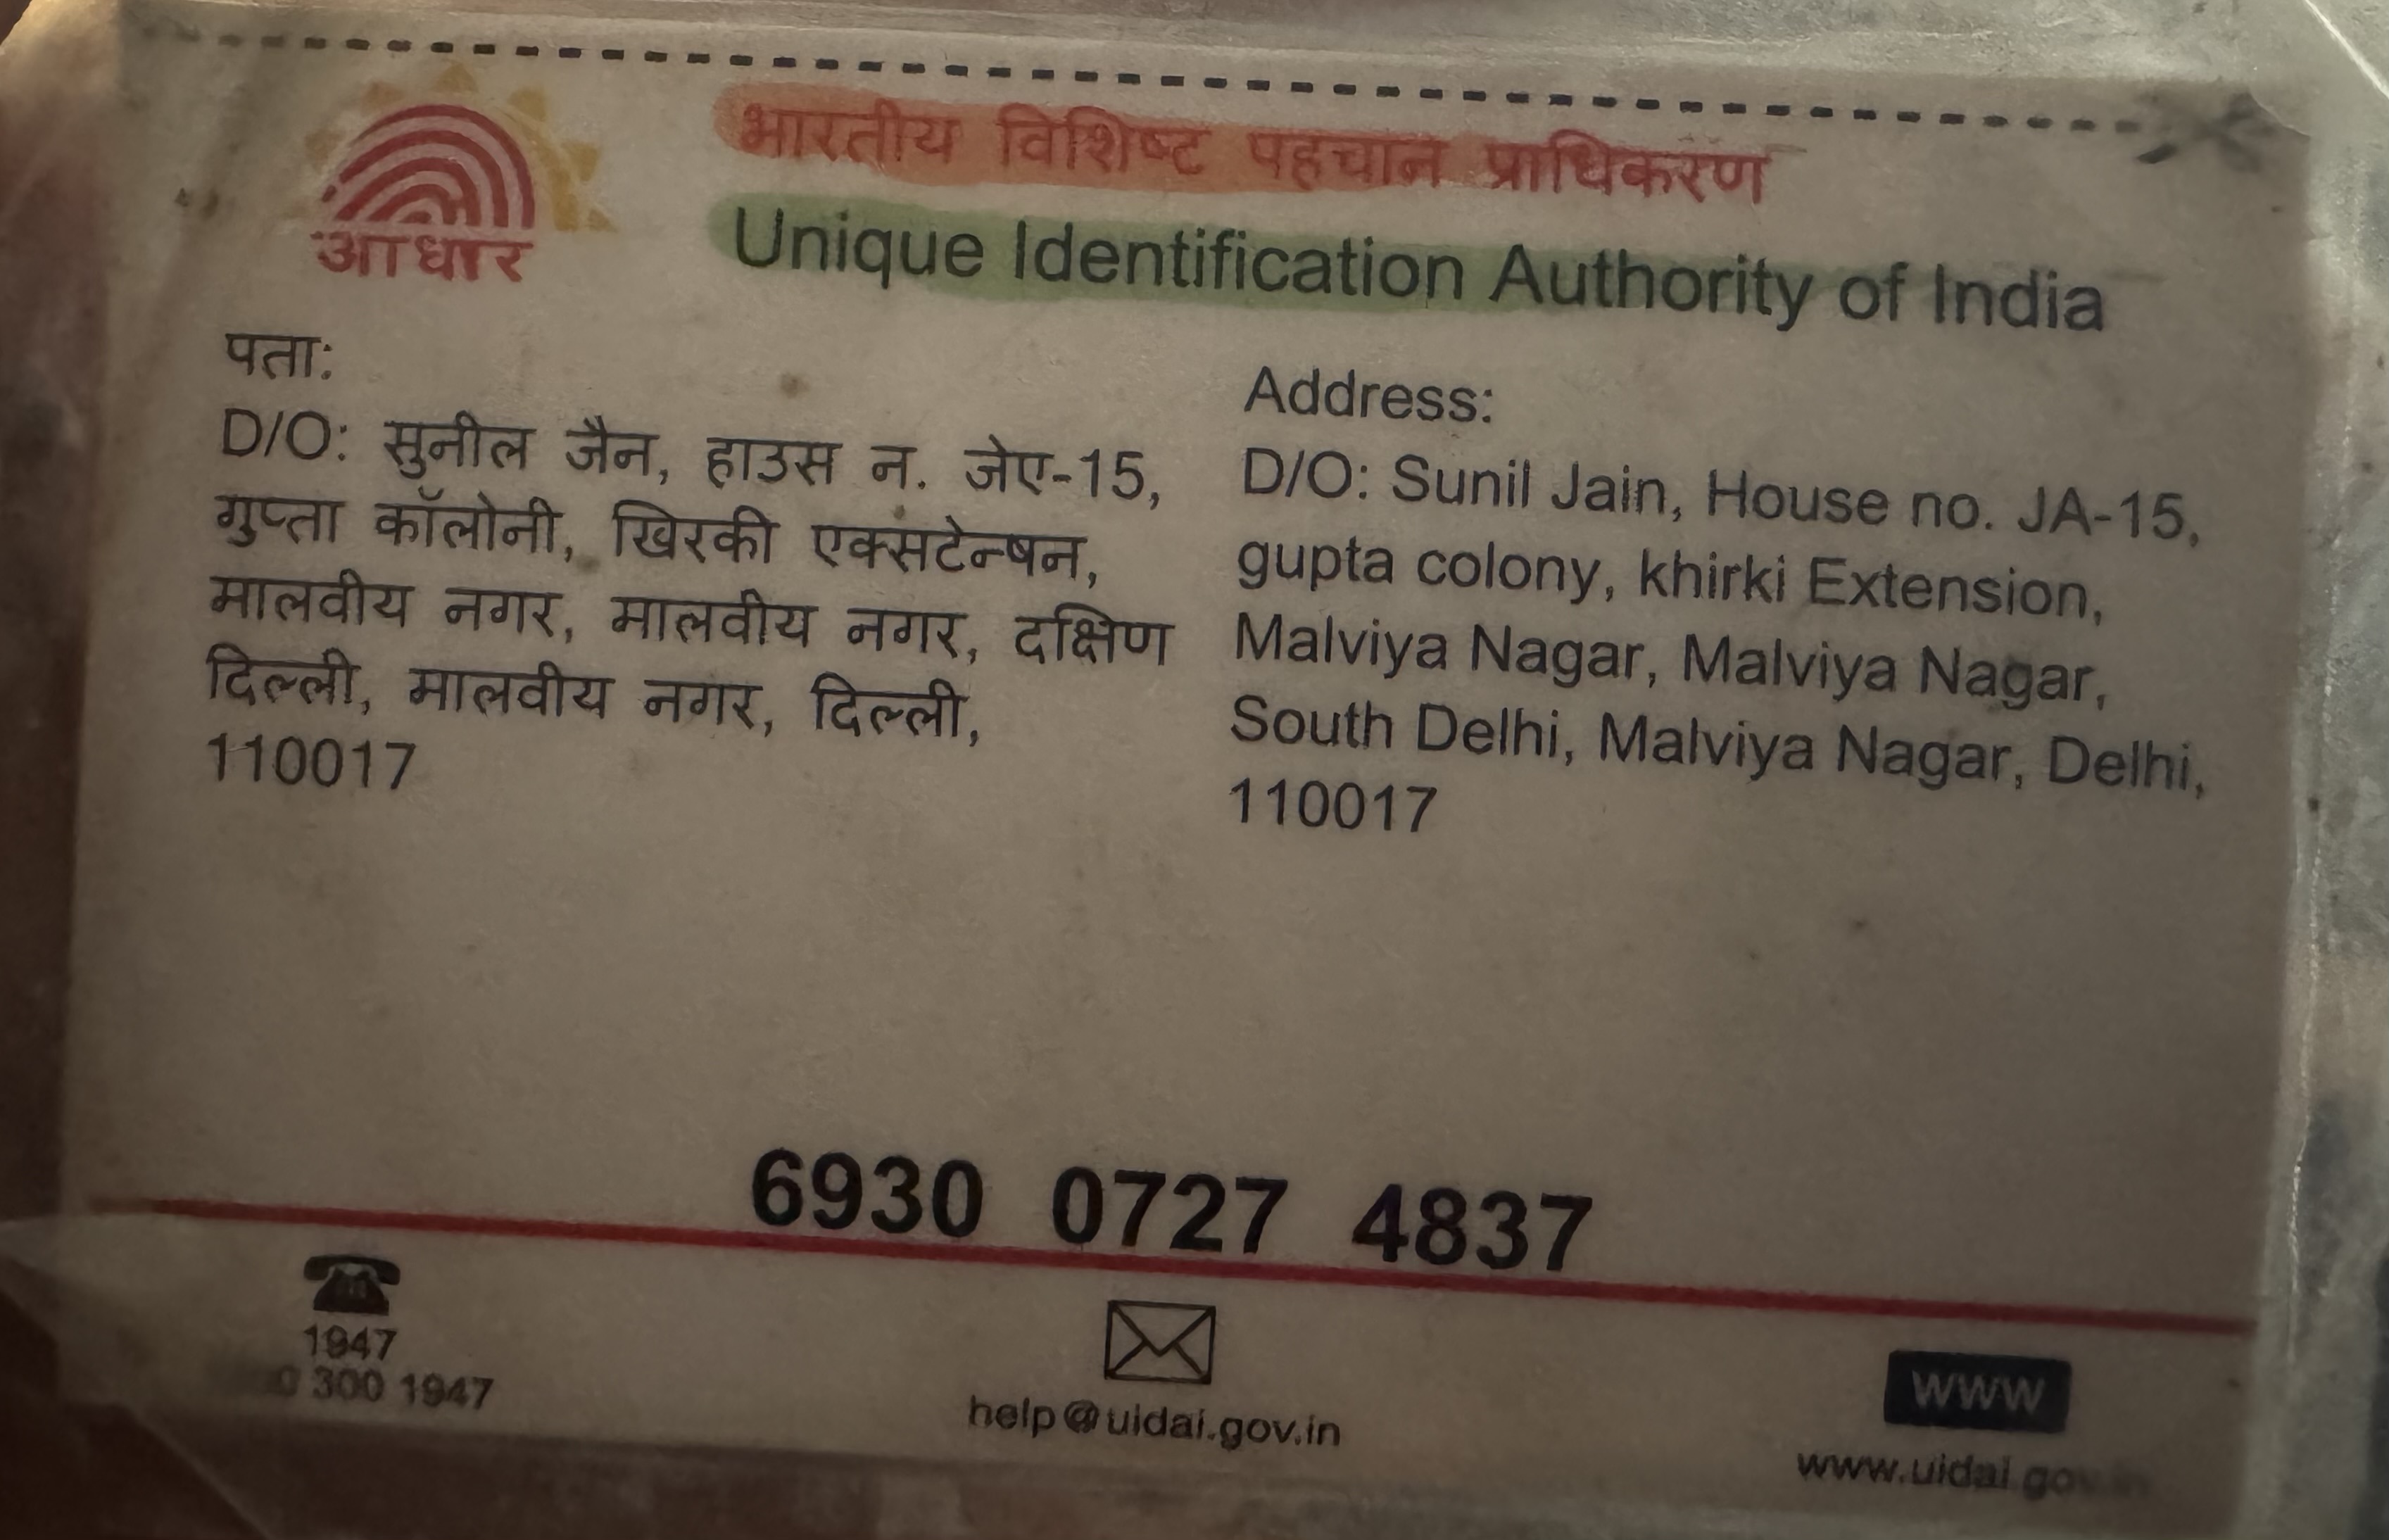 भारतीय विशिष्ट पहचान प्राधिकरण
Unique Identification Authority of India
आधार
पता:
D/O: सुनील जैन, हाउस न. जेए-15,
गुप्ता कॉलोनी, खिरकी एक्सटेन्षन,
मालवीय नगर, मालवीय नगर, दक्षिण
दिल्ली, मालवीय नगर, दिल्ली,
110017
Address:
D/O: Sunil Jain, House no. JA-15,
gupta colony, khirki Extension,
Malviya Nagar, Malviya Nagar,
South Delhi, Malviya Nagar, Delhi,
110017
6930 0727 4837
1947
300 1947
help@uidai.gov.in
www
www.uidai.gov